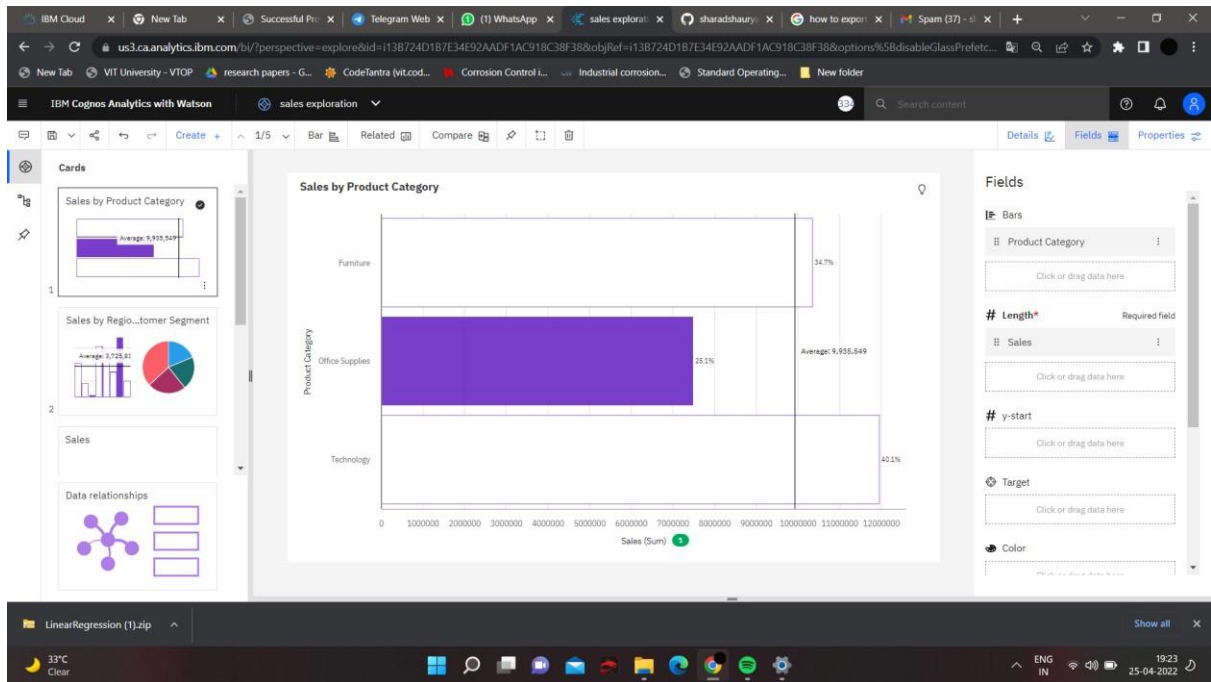 IBM Cloud
New Tab
Successful Pro
Telegram Web
(1) WhatsApp
sales explorati
sharadshaurya
how to export
Spam (37) - s
us3.ca.analytics.ibm.com/bi/?perspective=explore&id=i13B724D1B7E34E92AADF1AC918C38F38&objRef=i13B724D1B7E34E92AADF1AC918C38F38&options%5BdisableGlassPrefetc...
New Tab
VIT University - VTOP
research papers - G...
CodeTantra (vit.cod...
Corrosion Control i...
Industrial corrosion...
Standard Operating...
New folder
IBM Cognos Analytics with Watson
sales exploration
334
Search content
Create +
1/5
Bar
Related
Compare
Details
Fields
Properties
Cards
Sales by Product Category
Average: 9,935,549
1
Sales by Regio...tomer Segment
Average: 3,725,83
2
Sales
Data relationships
Sales by Product Category
Furniture
34.7%
Product Category
Office Supplies
25.1%
Average: 9,935,549
Technology
40.1%
0 1000000 2000000 3000000 4000000 5000000 6000000 7000000 8000000 9000000 10000000 11000000 12000000
Sales (Sum) 1
Fields
Bars
Product Category
Click or drag data here
# Length*
Required field
Sales
Click or drag data here
# y-start
Click or drag data here
Target
Click or drag data here
Color
LinearRegression (1).zip
Show all
33°C
Clear
ENG
IN
19:23
25-04-2022